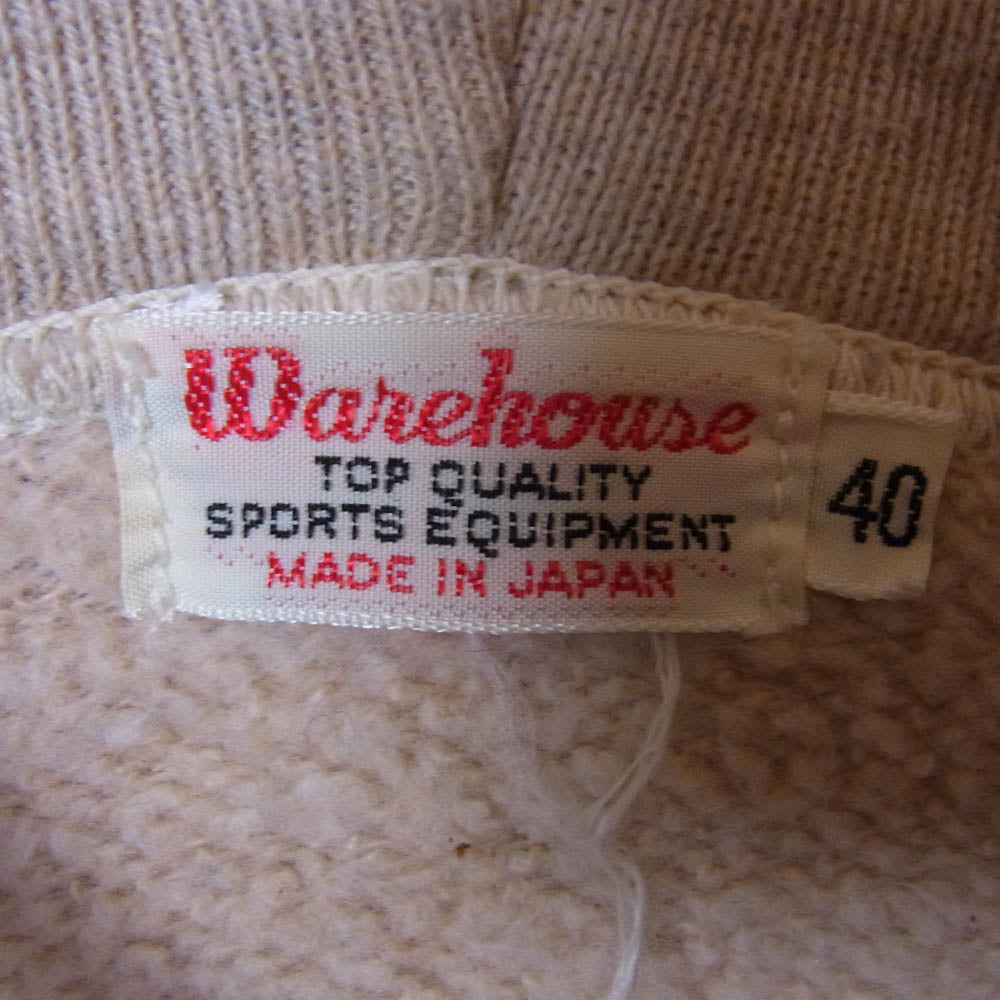 Warehouse
TOP QUALITY
SPORTS EQUIPMENT
MADE IN JAPAN
40